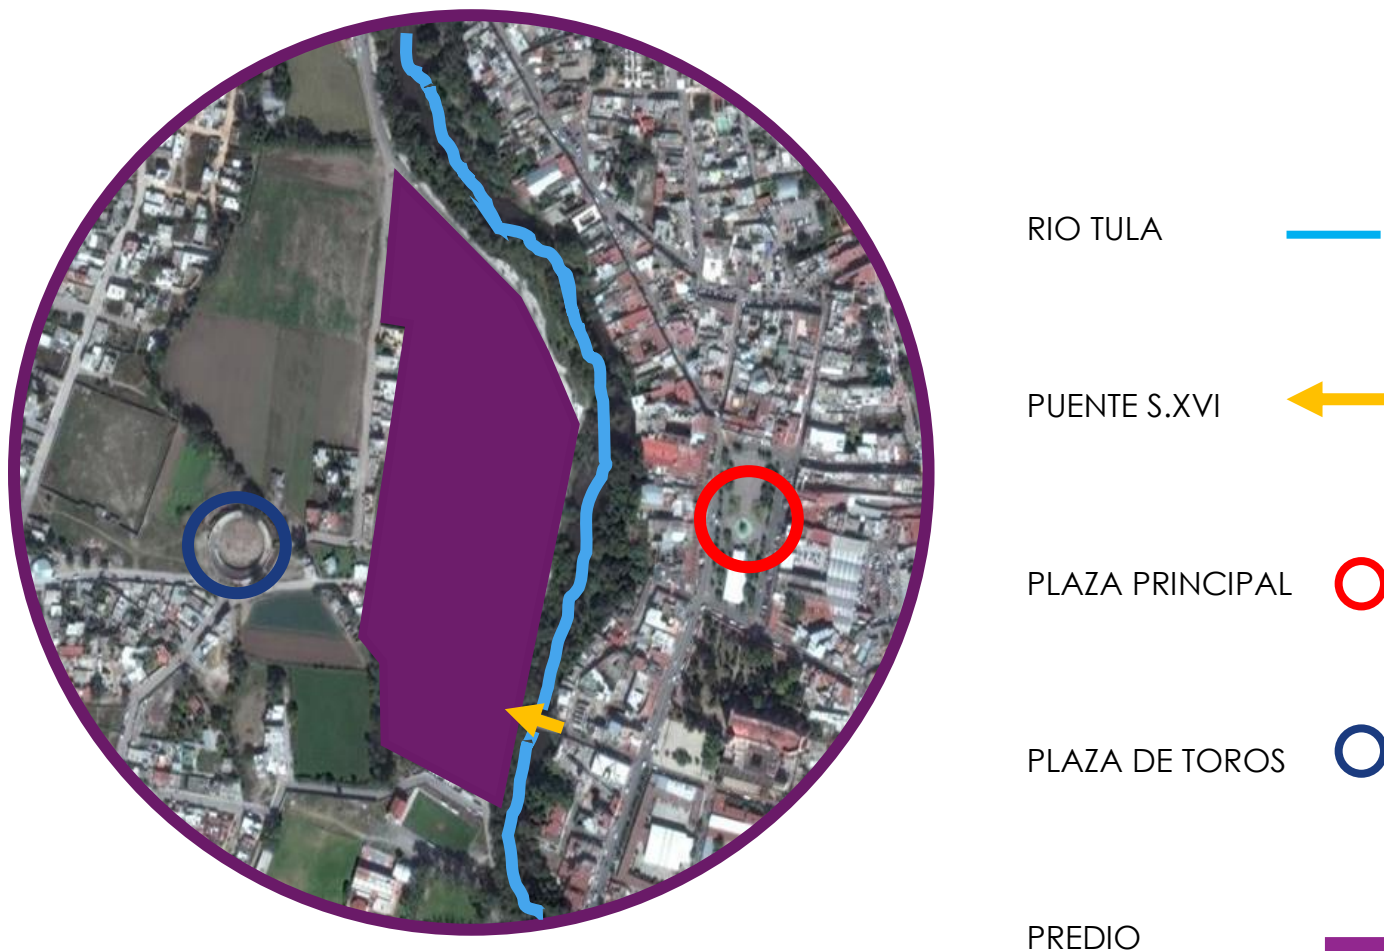 RIO TULA
PUENTE S.XVI
PLAZA PRINCIPAL
PLAZA DE TOROS
PREDIO